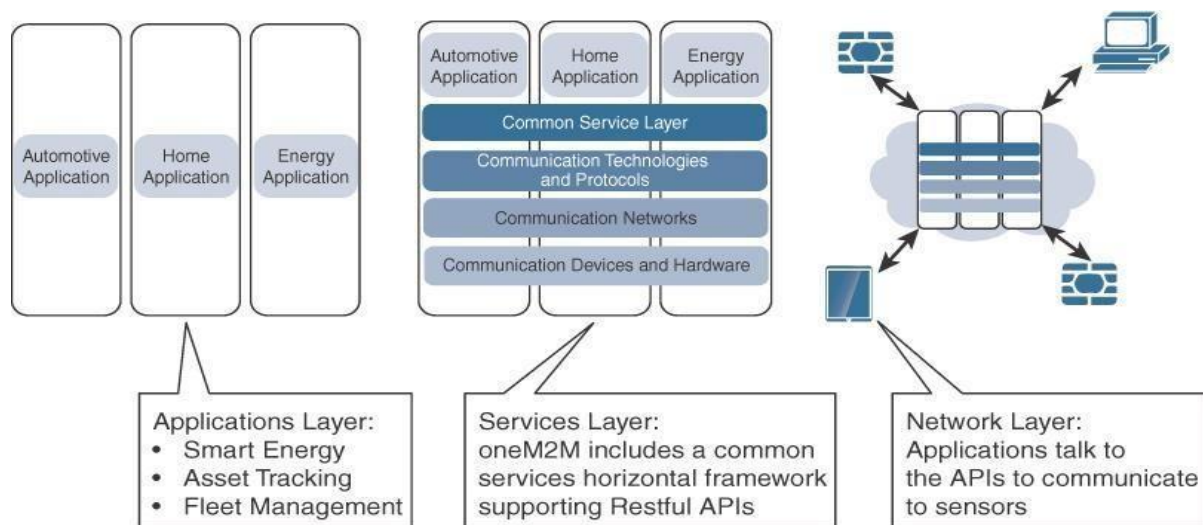 Automotive
Application
Home
Application
Energy
Application
Automotive
Application
Home
Application
Energy
Application
Common Service Layer
Communication Technologies
and Protocols
Communication Networks
Communication Devices and Hardware
Applications Layer:
• Smart Energy
• Asset Tracking
• Fleet Management
Services Layer:
oneM2M includes a common
services horizontal framework
supporting Restful APIs
Network Layer:
Applications talk to
the APIs to communicate
to sensors